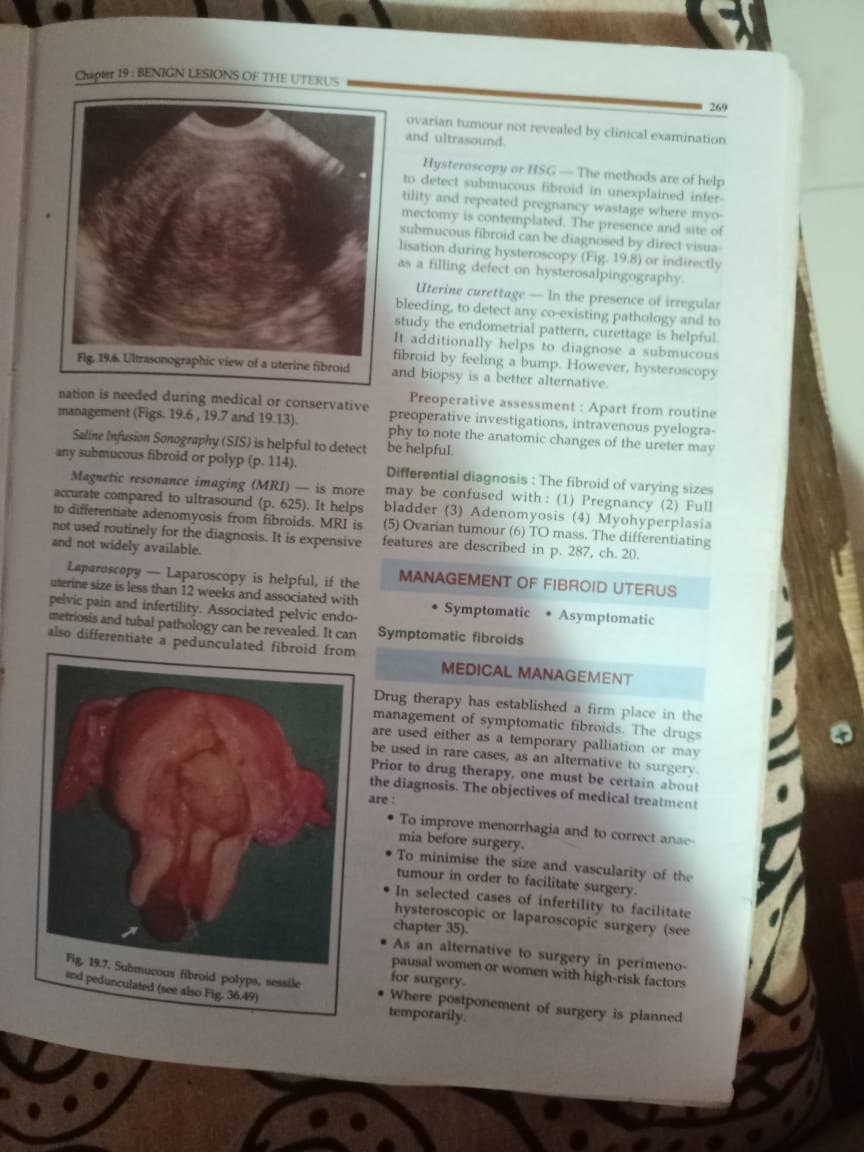 Chapter 19 : BENIGN LESIONS OF THE UTERUS
269
Fig. 19.6. Ultrasonographic view of a uterine fibroid
nation is needed during medical or conservative
management (Figs. 19.6 , 19.7 and 19.13).
Saline Infusion Sonography (SIS) is helpful to detect
any submucous fibroid or polyp (p. 114).
Magnetic resonance imaging (MRI) — is more
accurate compared to ultrasound (p. 625). It helps
to differentiate adenomyosis from fibroids. MRI is
not used routinely for the diagnosis. It is expensive
and not widely available.
Laparoscopy — Laparoscopy is helpful, if the
uterine size is less than 12 weeks and associated with
pelvic pain and infertility. Associated pelvic endo-
metriosis and tubal pathology can be revealed. It can
also differentiate a pedunculated fibroid from
Fig. 19.7. Submucous fibroid polyps, sessile
and pedunculated (see also Fig. 36.49)
ovarian tumour not revealed by clinical examination
and ultrasound.
Hysteroscopy or HSG — The methods are of help
to detect submucous fibroid in unexplained infer-
tility and repeated pregnancy wastage where myo-
mectomy is contemplated. The presence and site of
submucous fibroid can be diagnosed by direct visua-
lisation during hysteroscopy (Fig. 19.8) or indirectly
as a filling defect on hysterosalpingography.
Uterine curettage — In the presence of irregular
bleeding, to detect any co-existing pathology and to
study the endometrial pattern, curettage is helpful.
It additionally helps to diagnose a submucous
fibroid by feeling a bump. However, hysteroscopy
and biopsy is a better alternative.
Preoperative assessment : Apart from routine
preoperative investigations, intravenous pyelogra-
phy to note the anatomic changes of the ureter may
be helpful.
Differential diagnosis : The fibroid of varying sizes
may be confused with : (1) Pregnancy (2) Full
bladder (3) Adenomyosis (4) Myohyperplasia
(5) Ovarian tumour (6) TO mass. The differentiating
features are described in p. 287, ch. 20.
MANAGEMENT OF FIBROID UTERUS
• Symptomatic • Asymptomatic
Symptomatic fibroids
MEDICAL MANAGEMENT
Drug therapy has established a firm place in the
management of symptomatic fibroids. The drugs
are used either as a temporary palliation or may
be used in rare cases, as an alternative to surgery.
Prior to drug therapy, one must be certain about
the diagnosis. The objectives of medical treatment
are :
• To improve menorrhagia and to correct anae-
mia before surgery.
• To minimise the size and vascularity of the
tumour in order to facilitate surgery.
• In selected cases of infertility to facilitate
hysteroscopic or laparoscopic surgery (see
chapter 35).
• As an alternative to surgery in perimeno-
pausal women or women with high-risk factors
for surgery.
• Where postponement of surgery is planned
temporarily.